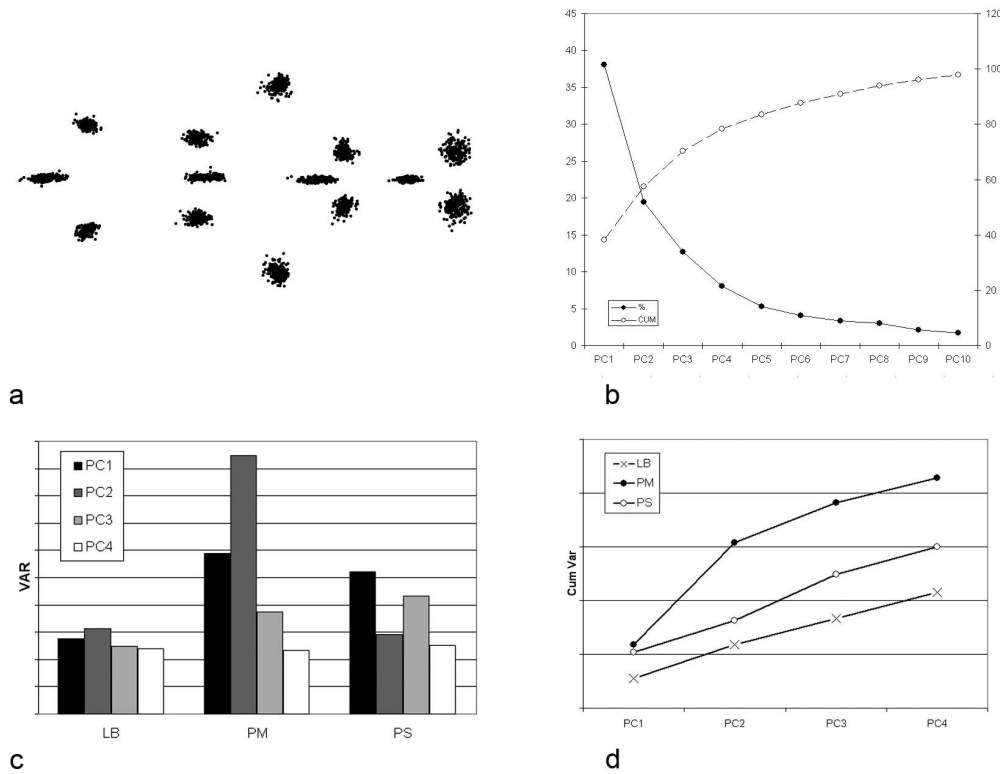 a
45
40
35
30
25
20
15
10
5
0
120
100
80
60
40
20
0
%
CUM
PC1 PC2 PC3 PC4 PC5 PC6 PC7 PC8 PC9 PC10
b
VAR
PC1
PC2
PC3
PC4
LB PM PS
c
Cum Var
LB
PM
PS
PC1 PC2 PC3 PC4
d